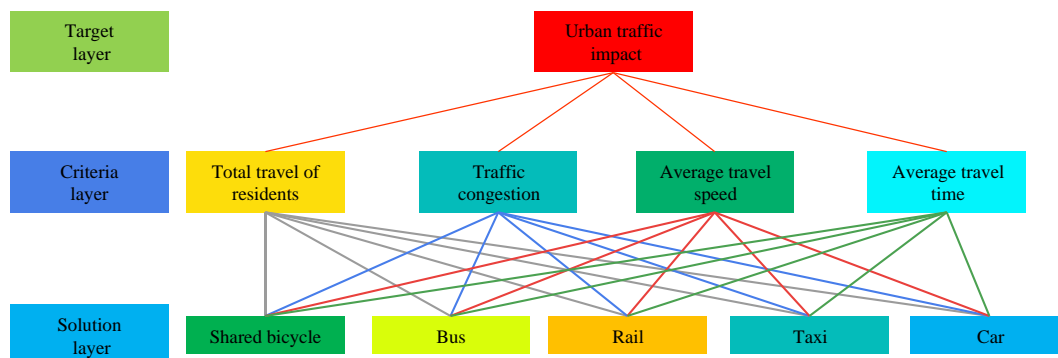 Target
layer
Urban traffic
impact
Criteria
layer
Total travel of
residents
Traffic
congestion
Average travel
speed
Average travel
time
Solution
layer
Shared bicycle
Bus
Rail
Taxi
Car